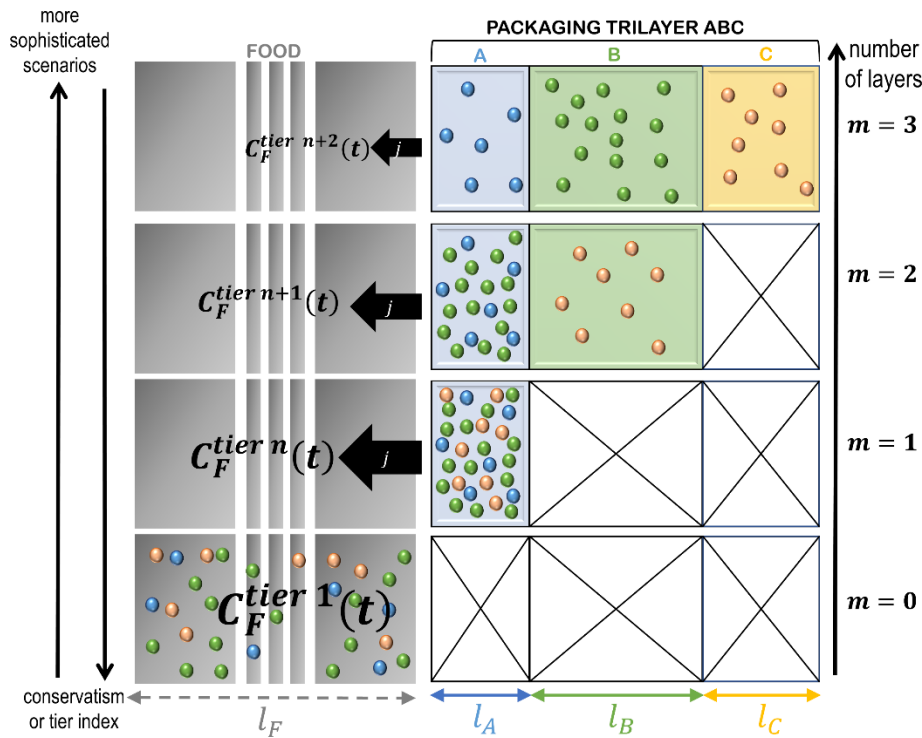 more
sophisticated
scenarios
PACKAGING TRILAYER ABC
FOOD
A B C
number
of layers
C_F^{tier n+2}(t)
j
m = 3
C_F^{tier n+1}(t)
j
m = 2
C_F^{tier n}(t)
j
m = 1
C_F^{tier 1}(t)
m = 0
conservatism
or tier index
l_F
l_A
l_B
l_C